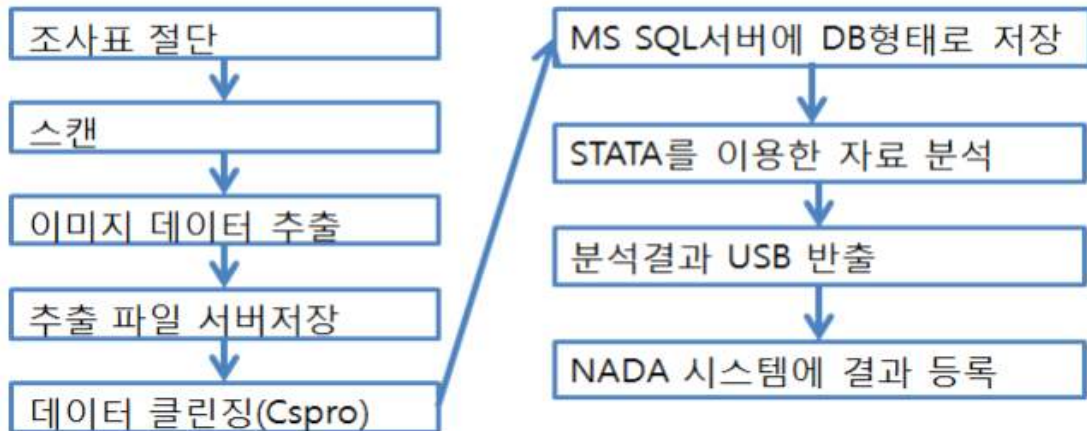 조사표 절단
스캔
이미지 데이터 추출
추출 파일 서버저장
데이터 클린징(Cspro)
MS SQL서버에 DB형태로 저장
STATA를 이용한 자료 분석
분석결과 USB 반출
NADA 시스템에 결과 등록